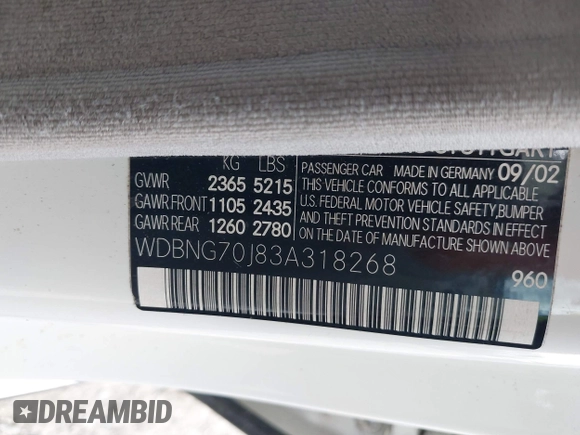 KG LBS
GVWR 2365 5215
GAWR FRONT 1105 2435
GAWR REAR 1260 2780
PASSENGER CAR MADE IN GERMANY 09/02
THIS VEHICLE CONFORMS TO ALL APPLICABLE
U.S. FEDERAL MOTOR VEHICLE SAFETY, BUMPER
AND THEFT PREVENTION STANDARDS IN EFFECT
ON THE DATE OF MANUFACTURE SHOWN ABOVE
WDBNG70J83A318268
960
DREAMBID